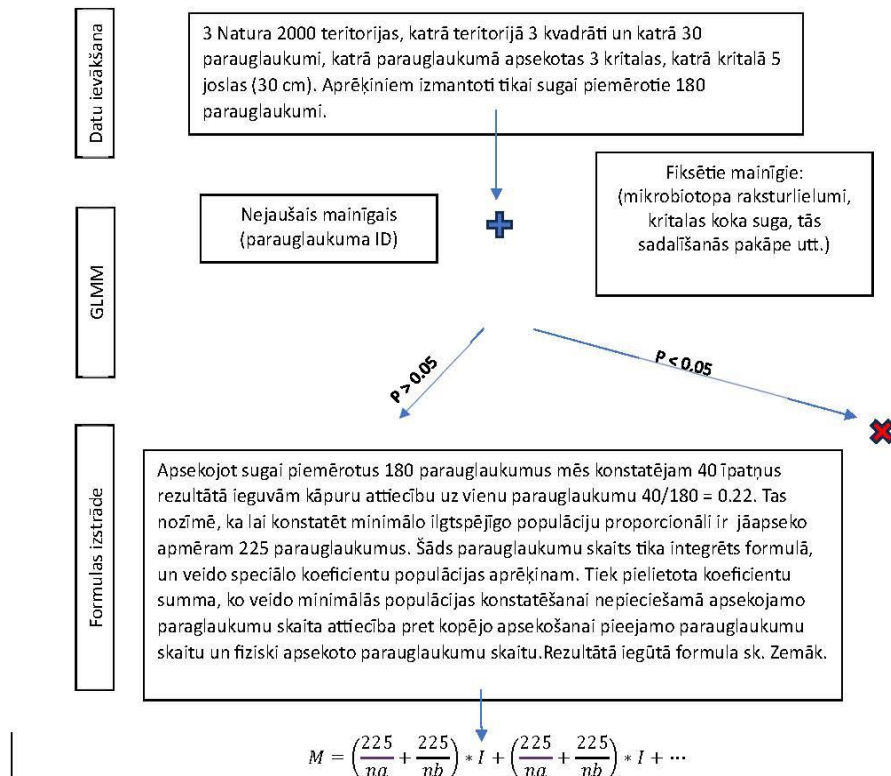 Datu ievākšana
3 Natura 2000 teritorijas, katrā teritorijā 3 kvadrāti un katrā 30
parauglaukumi, katrā parauglaukumā apsekotas 3 kritalas, katrā kritalā 5
joslas (30 cm). Aprēķiniem izmantoti tikai sugai piemērotie 180
parauglaukumi.
GLMM
Nejaušais mainīgais
(parauglaukuma ID)
Fiksētie mainīgie:
(mikrobiotopa raksturlielumi,
kritalas koka suga, tās
sadalīšanās pakāpe utt.)
P > 0.05
P < 0.05
Formulas izstrāde
Apsekojot sugai piemērotus 180 parauglaukumus mēs konstatējam 40 īpatņus
rezultātā ieguvām kāpuru attiecību uz vienu parauglaukumu 40/180 = 0.22. Tas
nozīmē, ka lai konstatēt minimālo ilgtspējīgo populāciju proporcionāli ir jāapseko
apmēram 225 parauglaukumus. Šāds parauglaukumu skaits tika integrēts formulā,
un veido speciālo koeficientu populācijas aprēķinam. Tiek pielietota koeficientu
summa, ko veido minimālās populācijas konstatēšanai nepieciešamā apsekojamo
paraglaukumu skaita attiecība pret kopējo apsekošanai pieejamo parauglaukumu
skaitu un fiziski apsekoto parauglaukumu skaitu.Rezultātā iegūtā formula sk. Zemāk.
M = (225/na + 225/nb) * I + (225/na + 225/nb) * I + ⋯